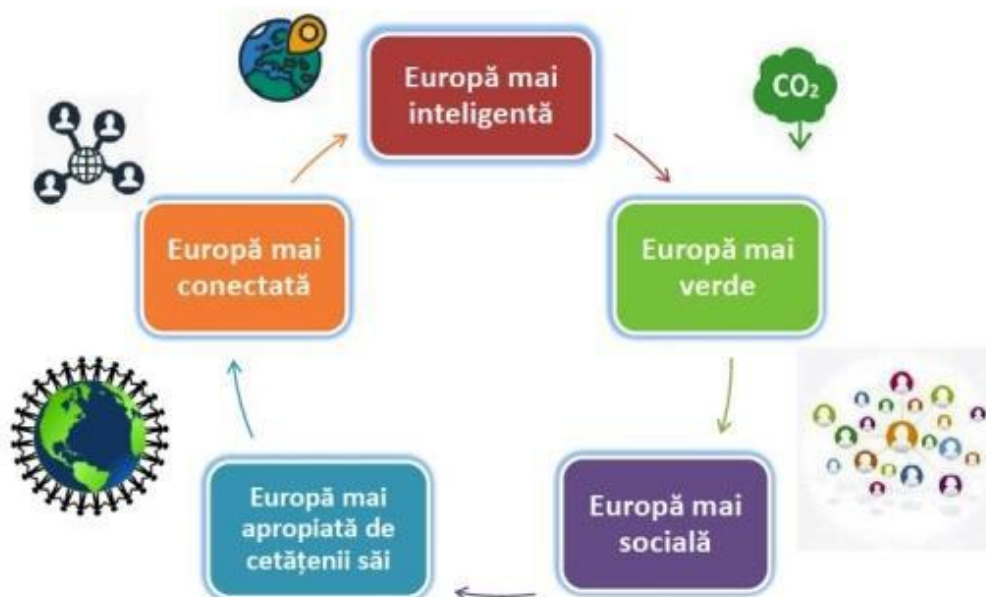 Europă mai
inteligentă
CO₂
Europă mai
conectată
Europă mai
verde
Europă mai
apropiată de
cetățenii săi
Europă mai
socială